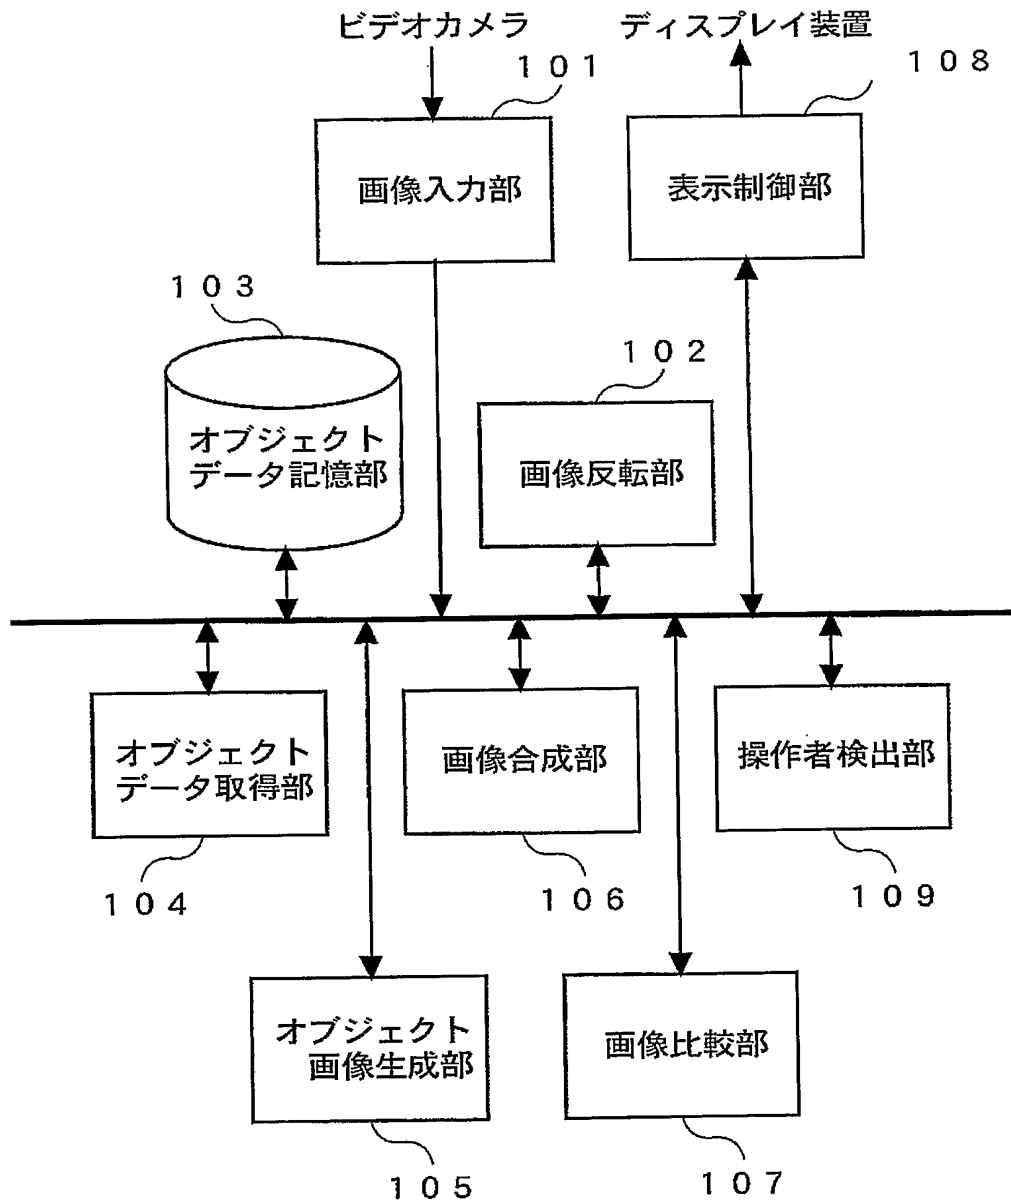 ビデオカメラ
ディスプレイ装置
１０１
１０８
画像入力部
表示制御部
１０３
１０２
オブジェクト
データ記憶部
画像反転部
オブジェクト
データ取得部
画像合成部
操作者検出部
１０４
１０６
１０９
オブジェクト
画像生成部
画像比較部
１０５
１０７